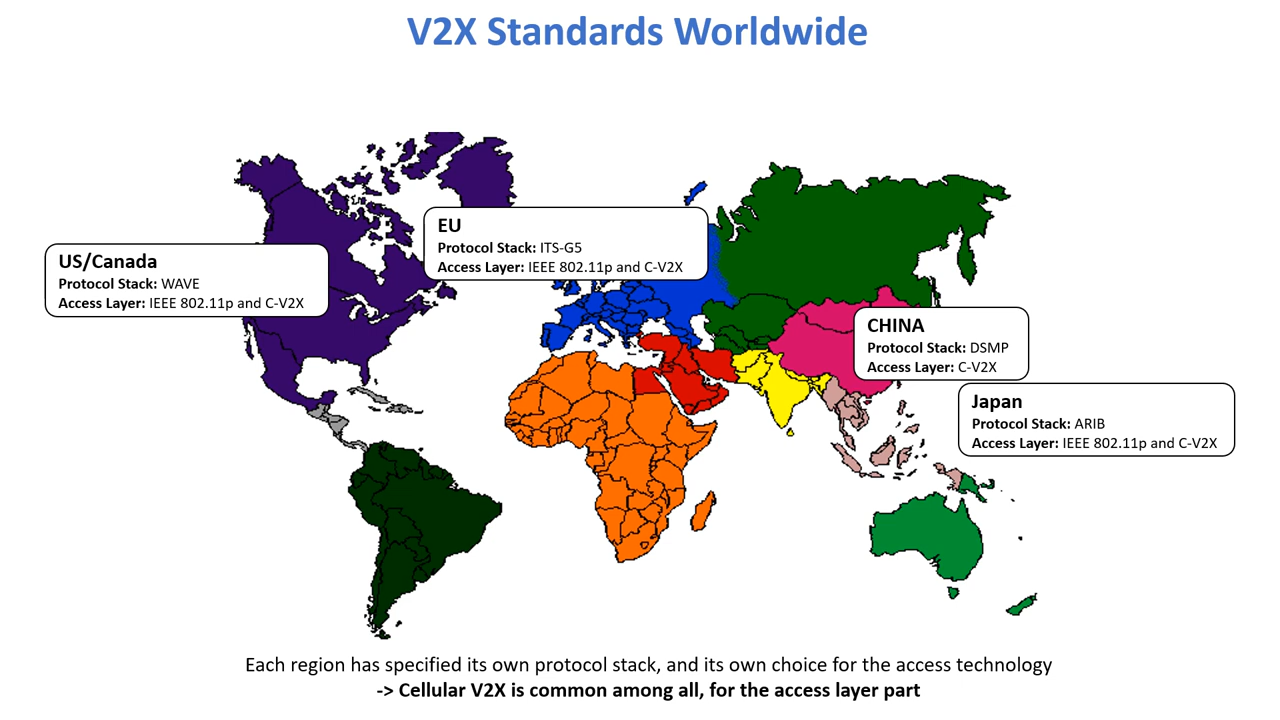 V2X Standards Worldwide
US/Canada
Protocol Stack: WAVE
Access Layer: IEEE 802.11p and C-V2X
EU
Protocol Stack: ITS-G5
Access Layer: IEEE 802.11p and C-V2X
CHINA
Protocol Stack: DSMP
Access Layer: C-V2X
Japan
Protocol Stack: ARIB
Access Layer: IEEE 802.11p and C-V2X
Each region has specified its own protocol stack, and its own choice for the access technology
-> Cellular V2X is common among all, for the access layer part